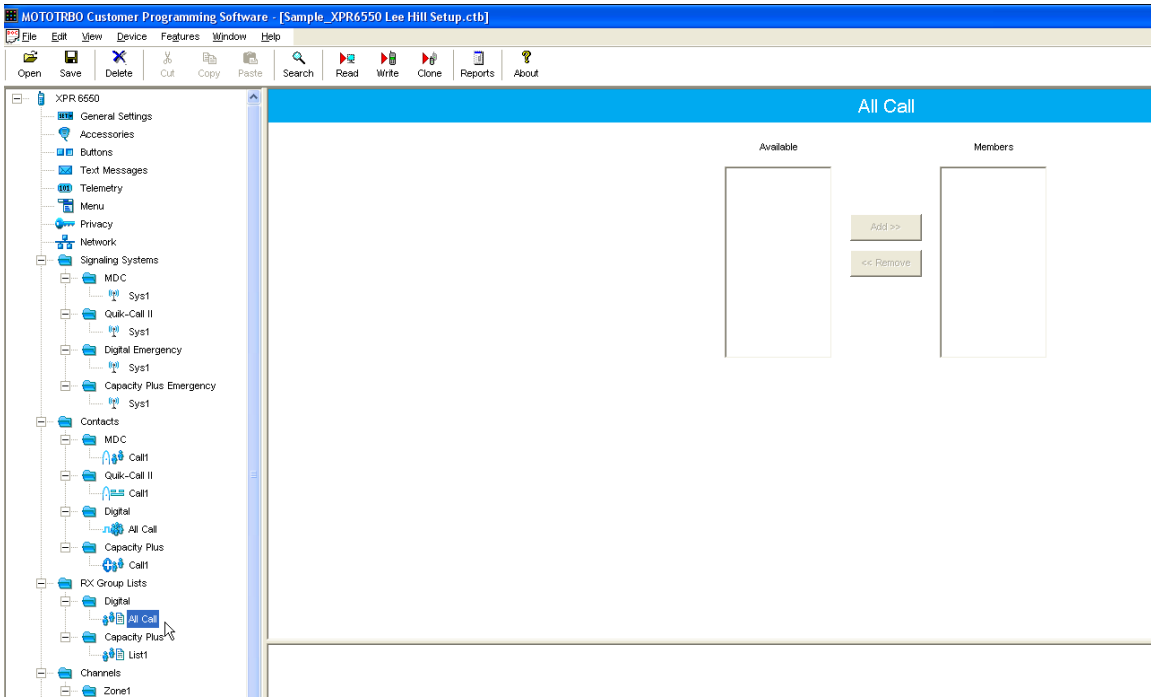 MOTOTRBO Customer Programming Software - [Sample_XPR6550 Lee Hill Setup.ctb]
File Edit View Device Features Window Help
Open Save Delete Cut Copy Paste Search Read Write Clone Reports About
XPR 6550
General Settings
Accessories
Buttons
Text Messages
Telemetry
Menu
Privacy
Network
Signaling Systems
MDC
Sys1
Quik-Call II
Sys1
Digital Emergency
Sys1
Capacity Plus Emergency
Sys1
Contacts
MDC
Call1
Quik-Call II
Call1
Digital
All Call
Capacity Plus
Call1
RX Group Lists
Digital
All Call
Capacity Plus
List1
Channels
Zone1
All Call
Available Members
Add >>
<< Remove